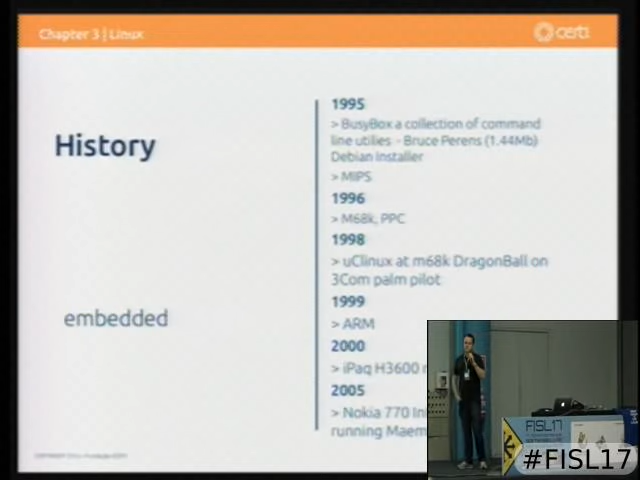 Chapter 3 | Linux
certi
History
embedded
1995
> BusyBox a collection of command
line utilies - Bruce Perens (1.44Mb)
Debian Installer
> MIPS
1996
> M68k, PPC
1998
> uClinux at m68k DragonBall on
3Com palm pilot
1999
> ARM
2000
> iPaq H3600
2005
> Nokia 770
running Maem
FISL17
#FISL17